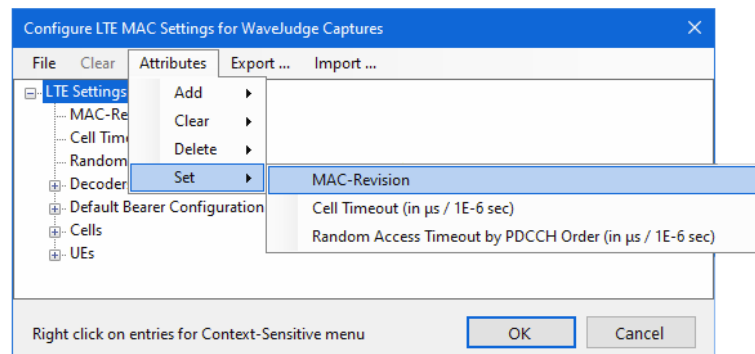 Configure LTE MAC Settings for WaveJudge Captures
File Clear Attributes Export ... Import ...
LTE Settings Add
MAC-Re Clear
Cell Tim Delete
Random Set MAC-Revision
Decoder Cell Timeout (in µs / 1E-6 sec)
Default Bearer Configuration Random Access Timeout by PDCCH Order (in µs / 1E-6 sec)
Cells
UEs
Right click on entries for Context-Sensitive menu OK Cancel